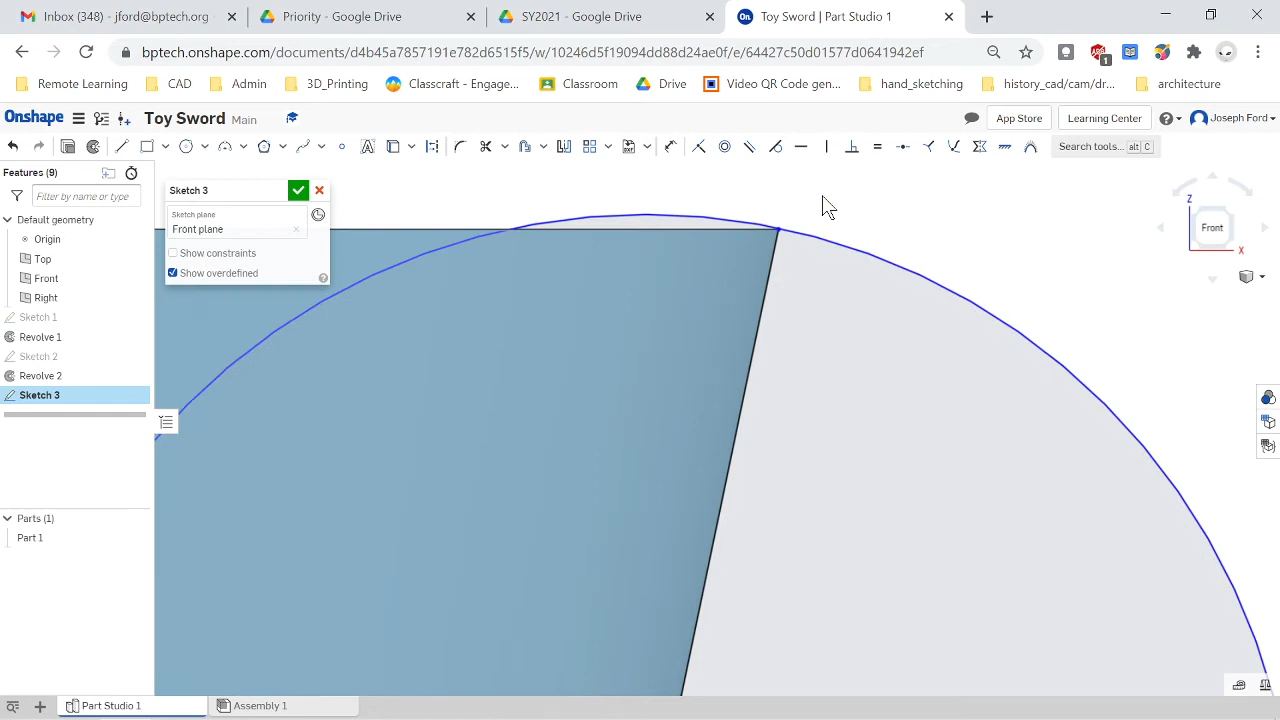 Inbox (348) - jford@bptech.org
Priority - Google Drive
SY2021 - Google Drive
On Toy Sword | Part Studio 1
bptech.onshape.com/documents/d4b45a7857191e782d6515f5/w/10246d5f19094dd88d24ae0f/e/64427c50d01577d0641942ef
1
Remote Learning
CAD
Admin
3D_Printing
Classcraft - Engage...
Classroom
Drive
Video QR Code gen...
hand_sketching
history_cad/cam/dr...
architecture
Onshape
Toy Sword Main
App Store
Learning Center
Joseph Ford
Search tools... alt C
Features (9)
Filter by name or type
Default geometry
Origin
Top
Front
Right
Sketch 1
Revolve 1
Sketch 2
Revolve 2
Sketch 3
Parts (1)
Part 1
Sketch 3
Sketch plane
Front plane
Show constraints
Show overdefined
Z
Front
X
Part Studio 1
Assembly 1